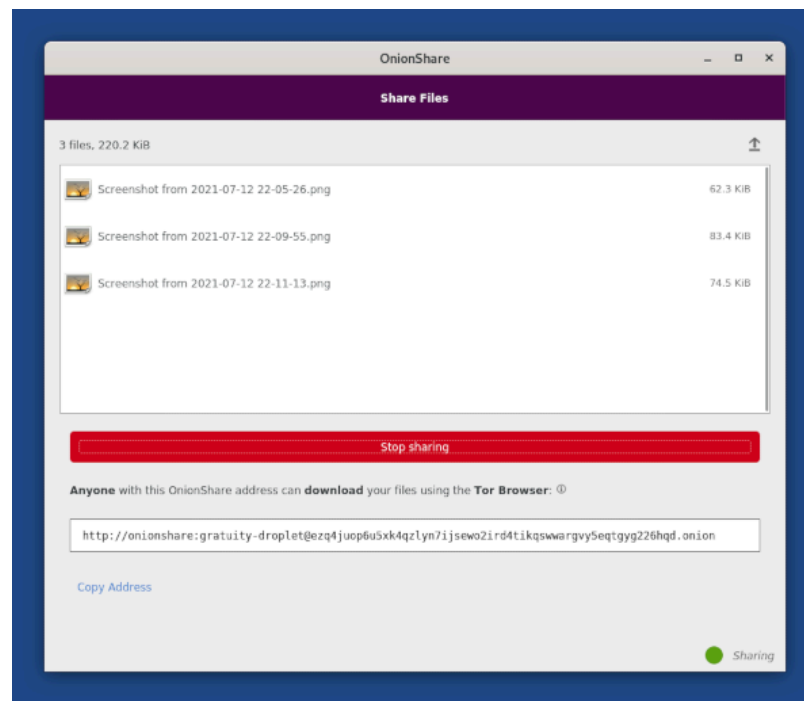 OnionShare
Share Files
3 files, 220.2 KiB
Screenshot from 2021-07-12 22-05-26.png 62.3 KiB
Screenshot from 2021-07-12 22-09-55.png 83.4 KiB
Screenshot from 2021-07-12 22-11-13.png 74.5 KiB
Stop sharing
Anyone with this OnionShare address can download your files using the Tor Browser:
http://onionshare:gratuity-droplet@ezq4juop6u5xk4qzlyn7ijsewo2ird4tikqswwargvy5eqtgyg226hqd.onion
Copy Address
Sharing